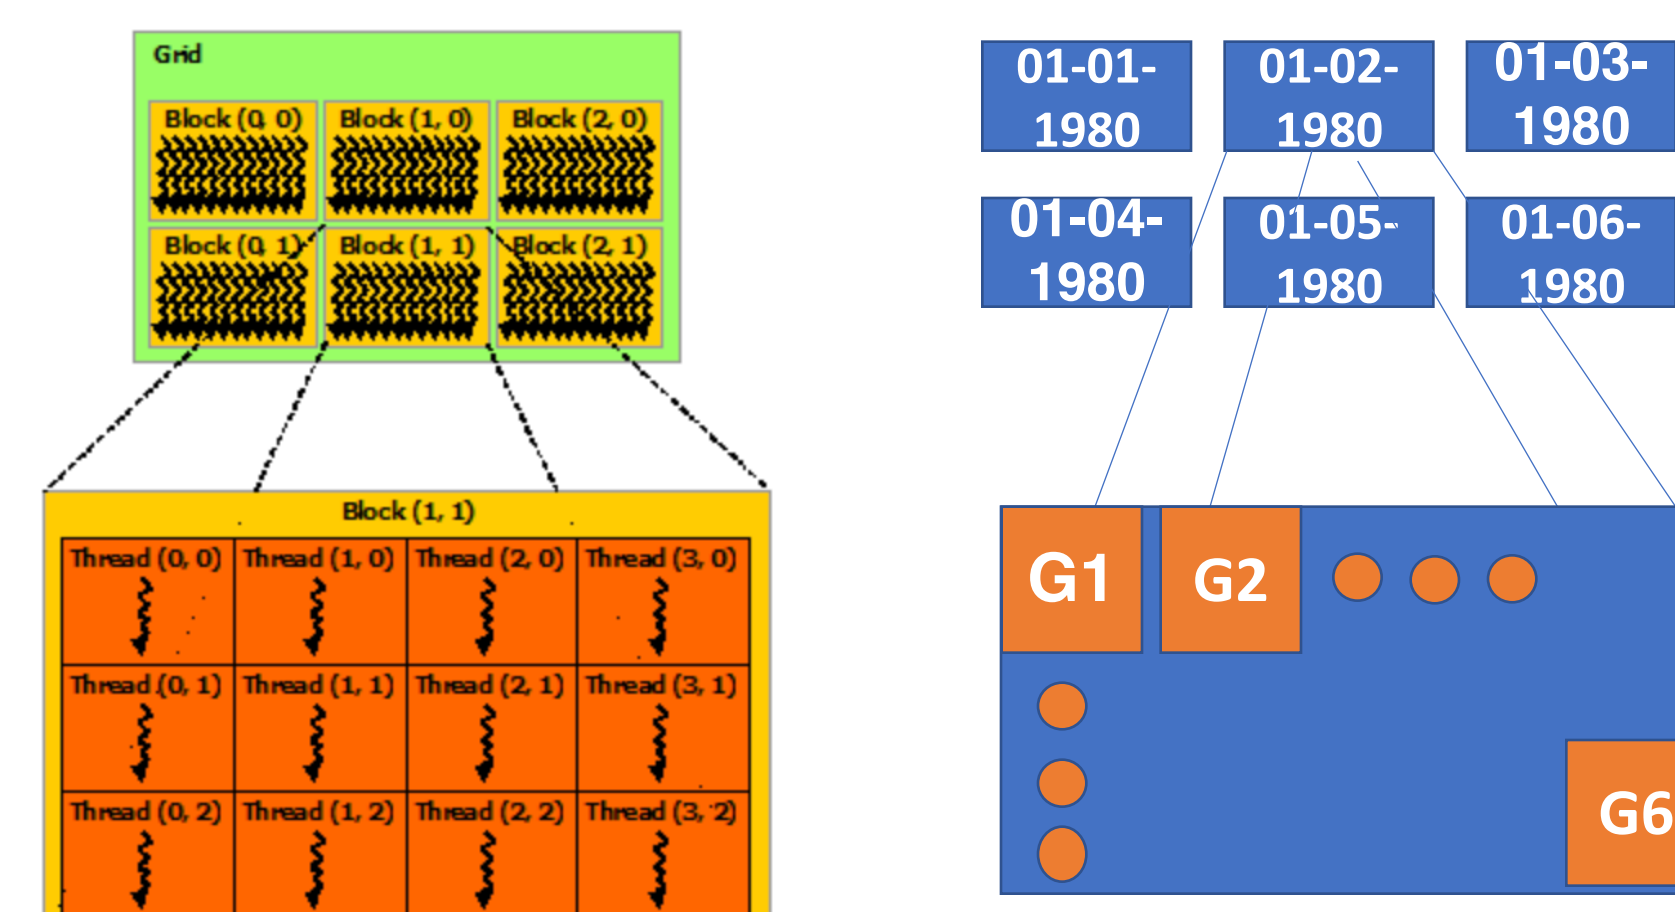 Grid
Block (0, 0) Block (1, 0) Block (2, 0)
Block (0, 1) Block (1, 1) Block (2, 1)
Block (1, 1)
Thread (0, 0) Thread (1, 0) Thread (2, 0) Thread (3, 0)
Thread (0, 1) Thread (1, 1) Thread (2, 1) Thread (3, 1)
Thread (0, 2) Thread (1, 2) Thread (2, 2) Thread (3, 2)
01-01-
1980
01-02-
1980
01-03-
1980
01-04-
1980
01-05-
1980
01-06-
1980
G1
G2
G6